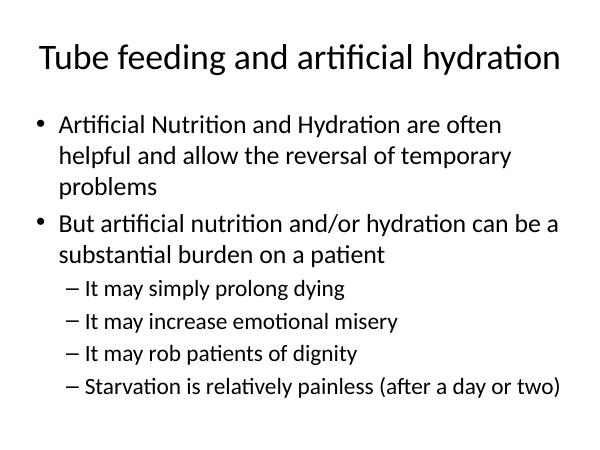 Tube feeding and artificial hydration
• Artificial Nutrition and Hydration are often
helpful and allow the reversal of temporary
problems
• But artificial nutrition and/or hydration can be a
substantial burden on a patient
– It may simply prolong dying
– It may increase emotional misery
– It may rob patients of dignity
– Starvation is relatively painless (after a day or two)